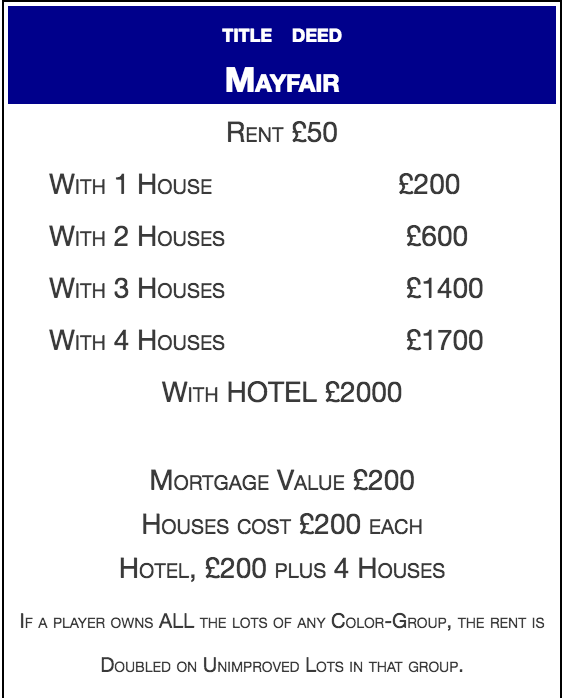 TITLE DEED
MAYFAIR
RENT £50
WITH 1 HOUSE £200
WITH 2 HOUSES £600
WITH 3 HOUSES £1400
WITH 4 HOUSES £1700
WITH HOTEL £2000
MORTGAGE VALUE £200
HOUSES COST £200 EACH
HOTEL, £200 PLUS 4 HOUSES
IF A PLAYER OWNS ALL THE LOTS OF ANY COLOR-GROUP, THE RENT IS
DOUBLED ON UNIMPROVED LOTS IN THAT GROUP.